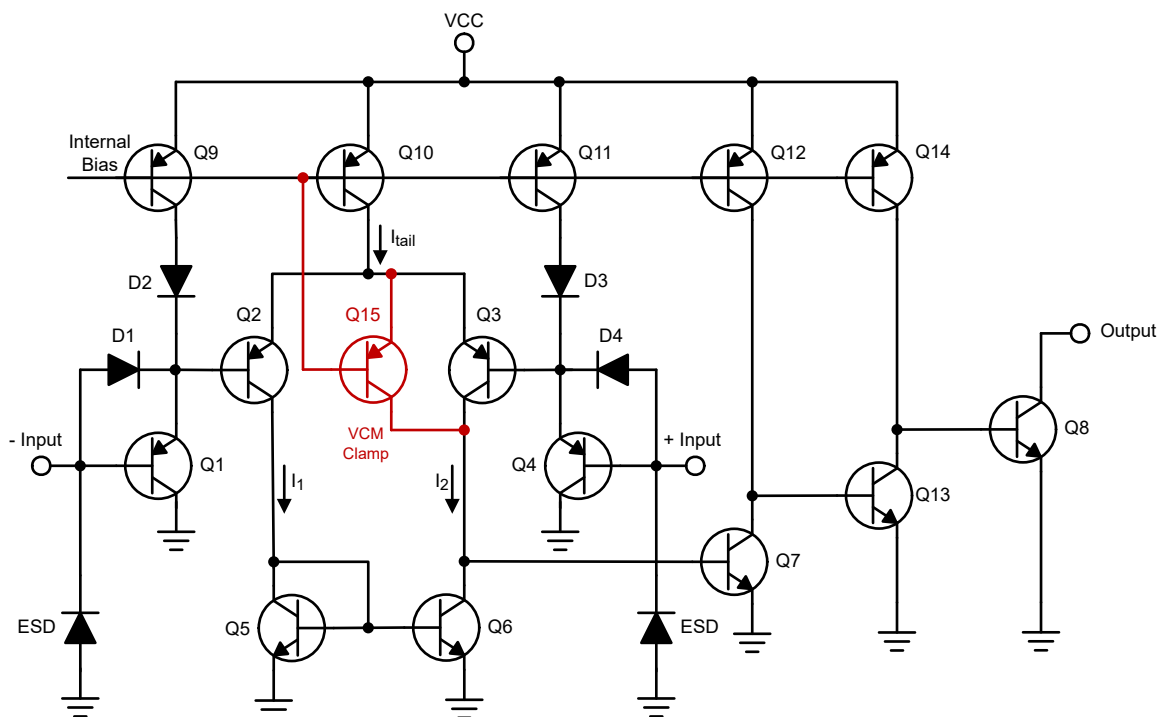 VCC
Internal
Bias
Q9
Q10
Q11
Q12
Q14
Itail
D2
D3
Q2
Q15
Q3
D1
D4
Output
VCM
Clamp
- Input
+ Input
Q1
Q4
Q8
I1
I2
Q13
Q7
ESD
Q5
Q6
ESD